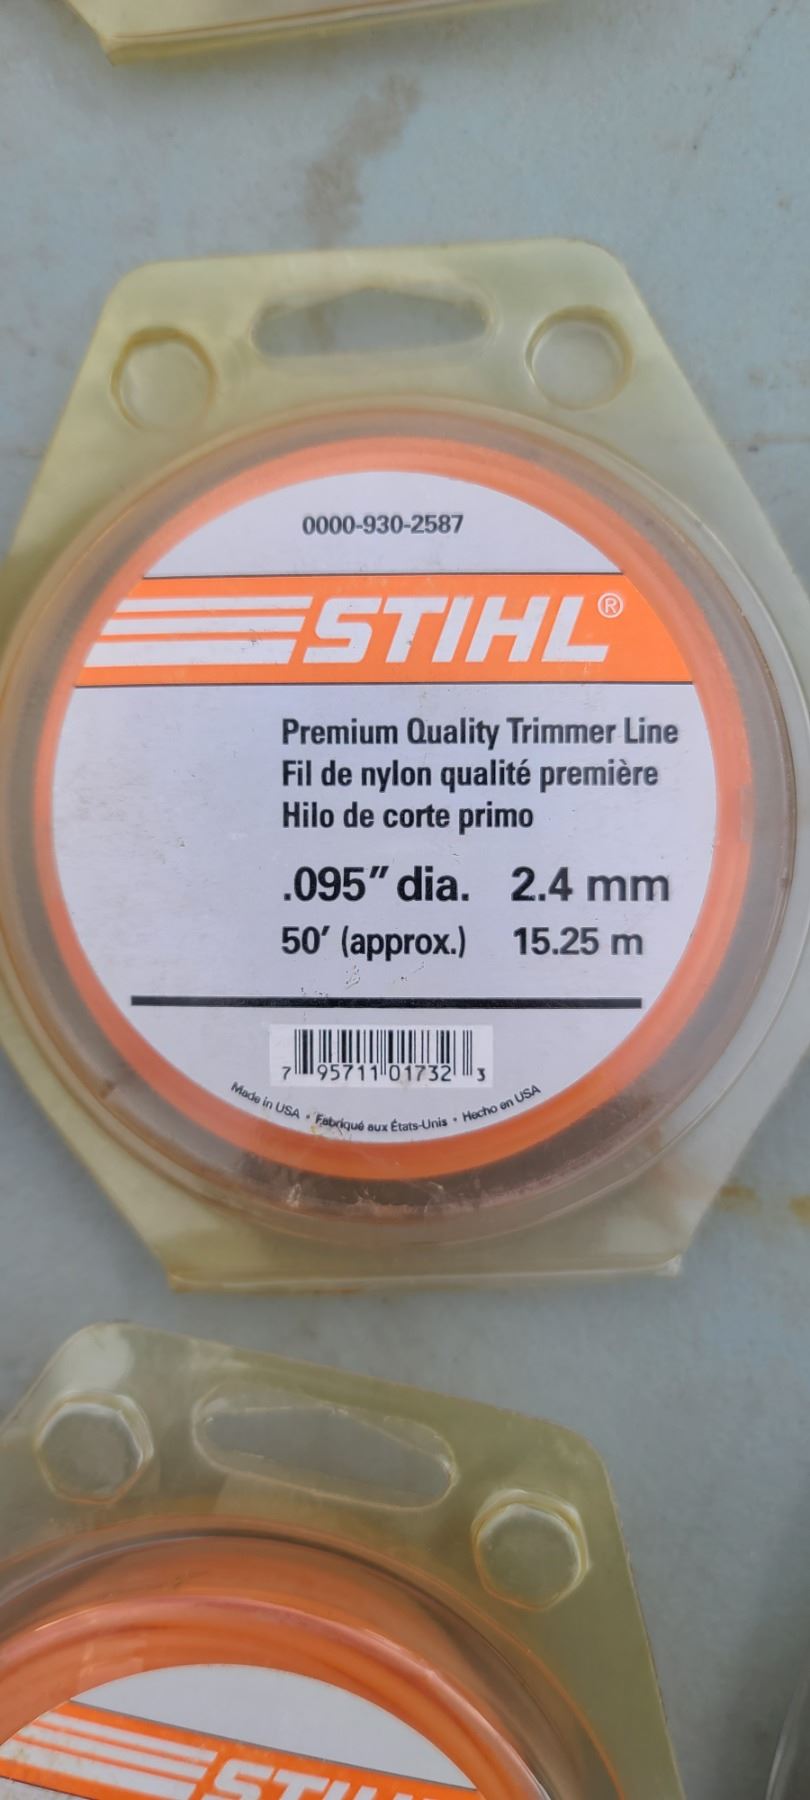 0000-930-2587
STIHL®
Premium Quality Trimmer Line
Fil de nylon qualité première
Hilo de corte primo
.095" dia. 2.4 mm
50' (approx.) 15.25 m
7 95711 01732 3
Made in USA • Fabriqué aux États-Unis • Hecho en USA
STIHL